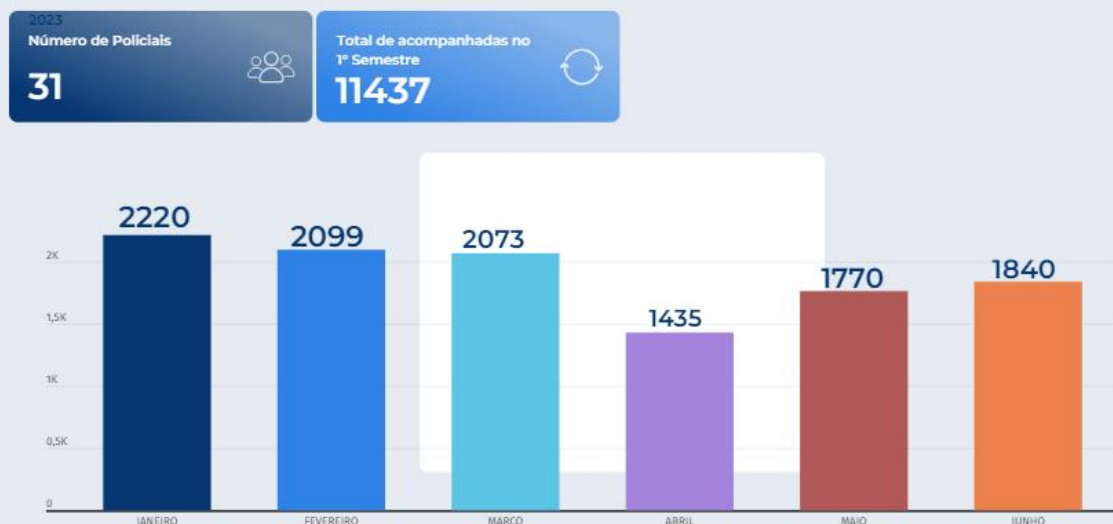 2023
Número de Policiais
31
Total de acompanhadas no
1º Semestre
11437
2220
2099
2073
1435
1770
1840
2K
1,5K
1K
0,5K
0
JANEIRO
FEVEREIRO
MARÇO
ABRIL
MAIO
JUNHO